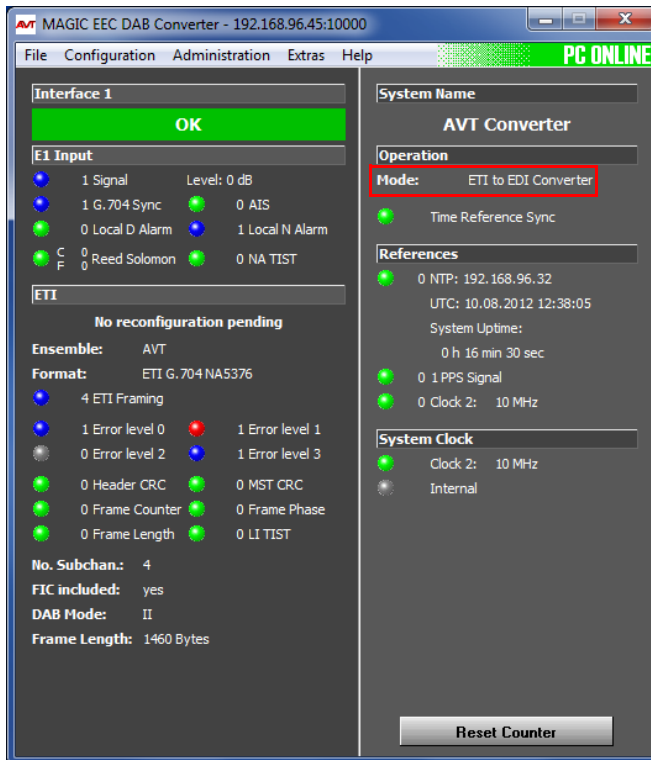 AVT MAGIC EEC DAB Converter - 192.168.96.45:10000
File Configuration Administration Extras Help PC ONLINE
Interface 1
OK
E1 Input
1 Signal Level: 0 dB
1 G.704 Sync 0 AIS
0 Local D Alarm 1 Local N Alarm
C 0
F 0 Reed Solomon 0 NA TIST
ETI
No reconfiguration pending
Ensemble: AVT
Format: ETI G.704 NA5376
4 ETI Framing
1 Error level 0 1 Error level 1
0 Error level 2 1 Error level 3
0 Header CRC 0 MST CRC
0 Frame Counter 0 Frame Phase
0 Frame Length 0 LI TIST
No. Subchan.: 4
FIC included: yes
DAB Mode: II
Frame Length: 1460 Bytes
System Name
AVT Converter
Operation
Mode: ETI to EDI Converter
Time Reference Sync
References
0 NTP: 192.168.96.32
UTC: 10.08.2012 12:38:05
System Uptime:
0 h 16 min 30 sec
0 1 PPS Signal
0 Clock 2: 10 MHz
System Clock
Clock 2: 10 MHz
Internal
Reset Counter